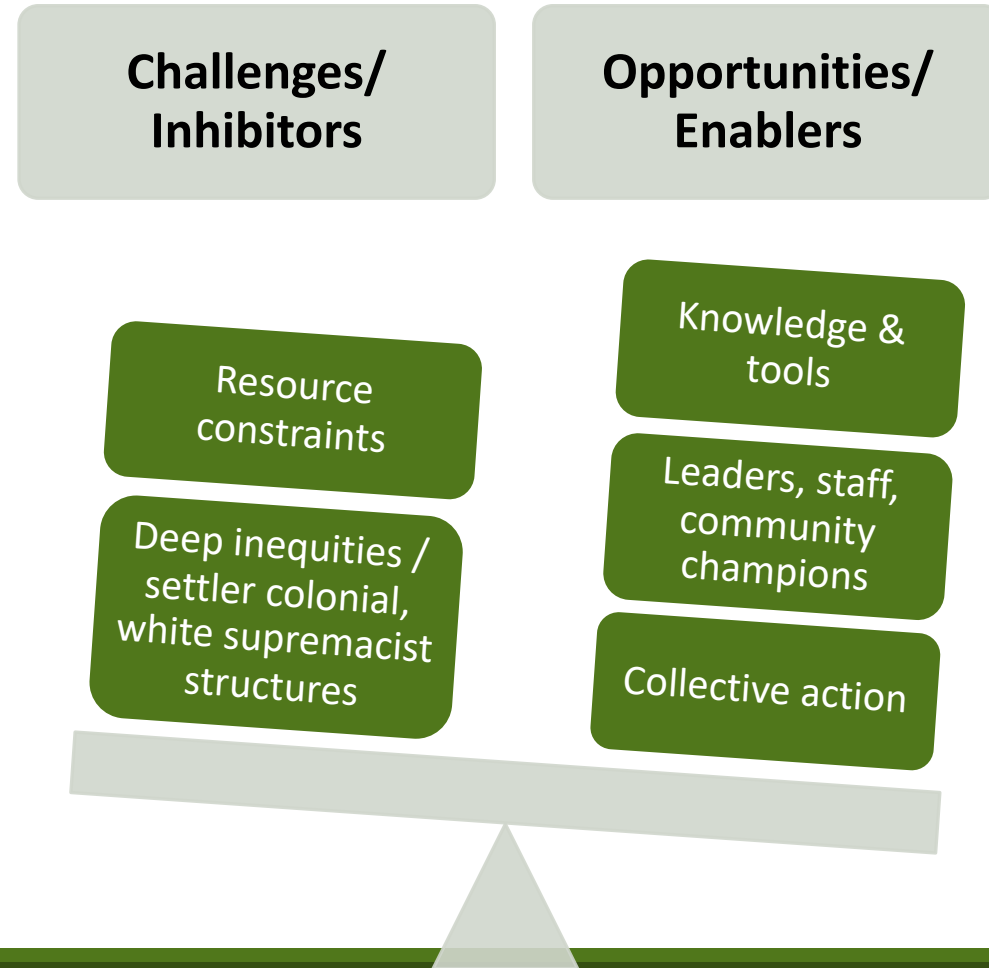 Challenges/
Inhibitors
Opportunities/
Enablers
Resource
constraints
Deep inequities /
settler colonial,
white supremacist
structures
Knowledge &
tools
Leaders, staff,
community
champions
Collective action